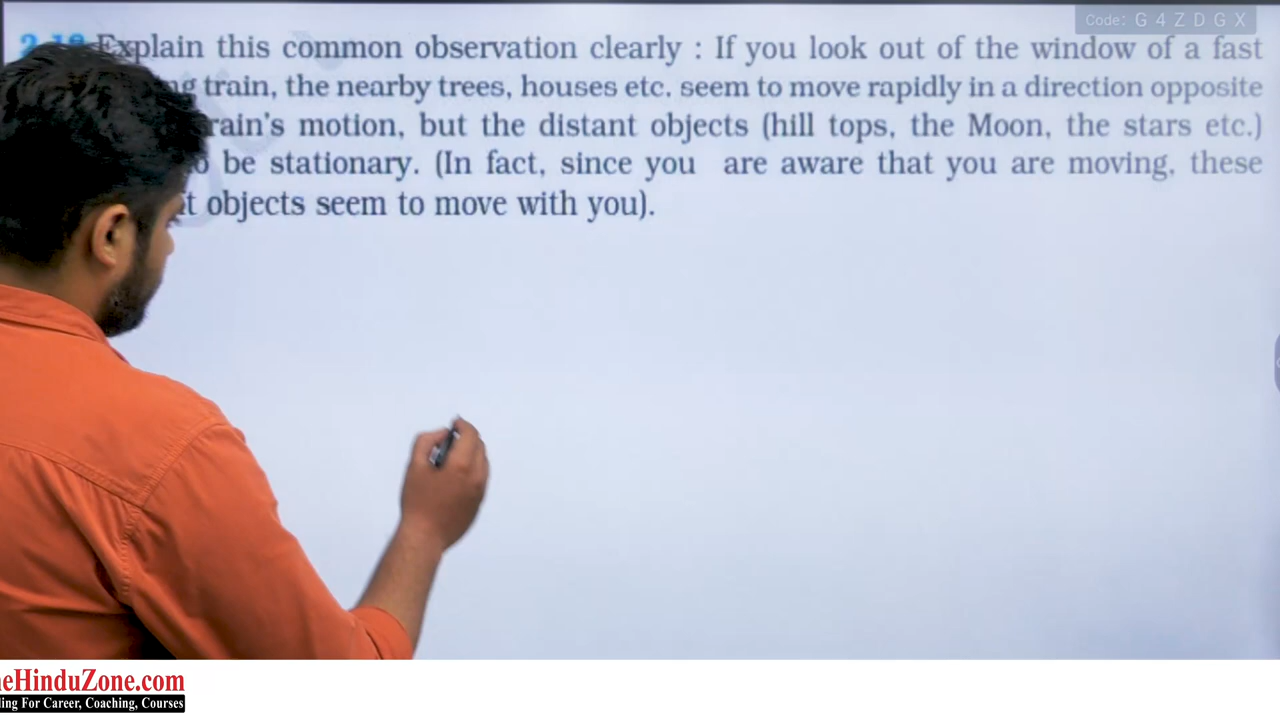 Code: G 4 Z D G X
Explain this common observation clearly : If you look out of the window of a fast
train, the nearby trees, houses etc. seem to move rapidly in a direction opposite
rain's motion, but the distant objects (hill tops, the Moon, the stars etc.)
be stationary. (In fact, since you are aware that you are moving, these
objects seem to move with you).
eHinduZone.com
ling For Career, Coaching, Courses